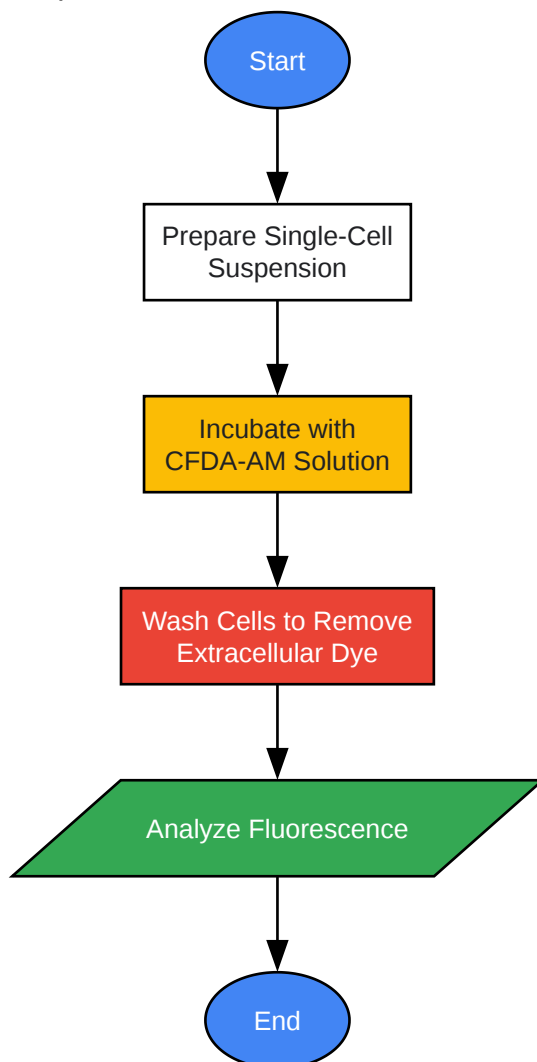 Start
Prepare Single-Cell
Suspension
Incubate with
CFDA-AM Solution
Wash Cells to Remove
Extracellular Dye
Analyze Fluorescence
End